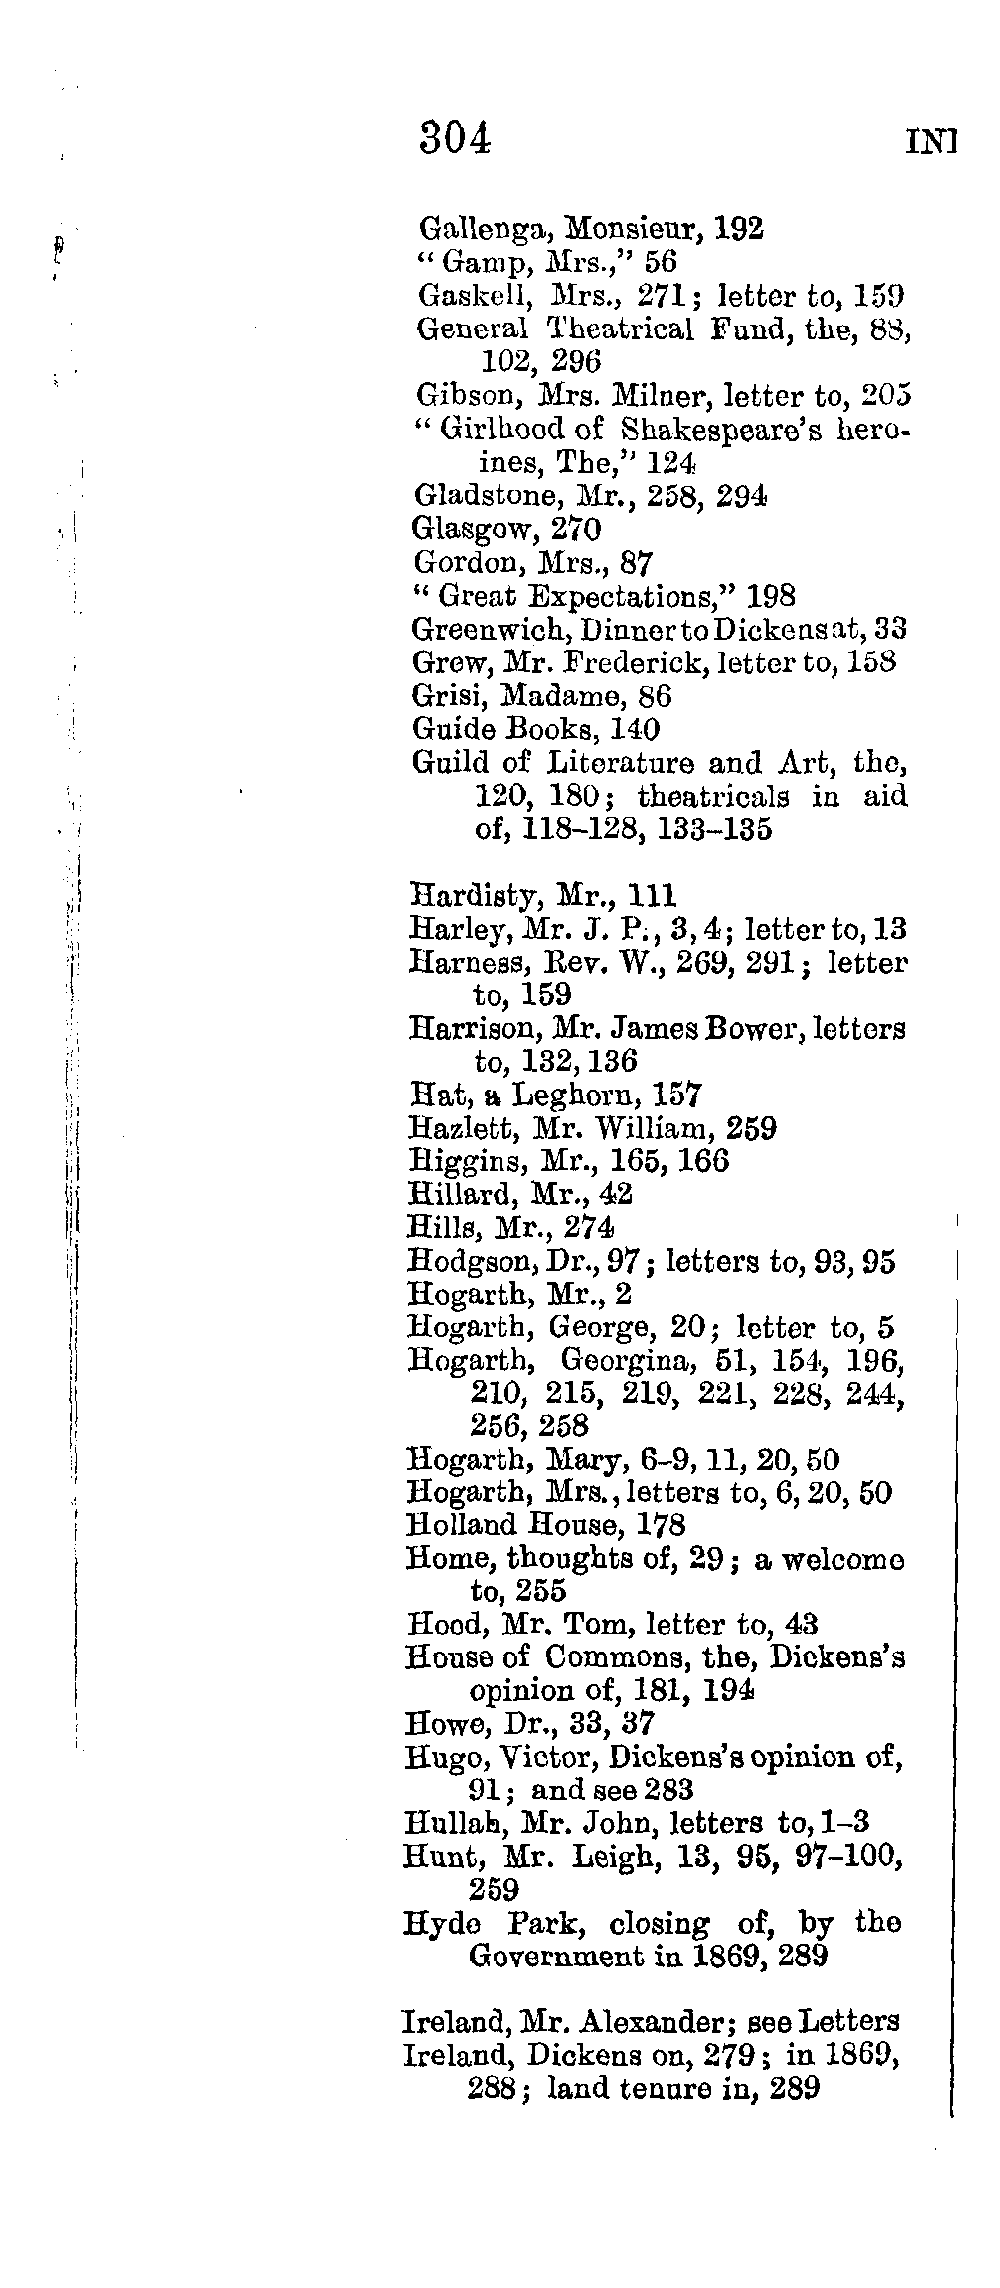 304 IN
Gallenga, Monsieur, 192
“ Gamp, Mrs.,” 56
Gaskell, Mrs., 271; letter to, 159
General Theatrical Fund, the, 88,
102, 296
Gibson, Mrs. Milner, letter to, 205
“ Girlhood of Shakespeare's hero-
ines, The,” 124
Gladstone, Mr., 258, 294
Glasgow, 270
Gordon, Mrs., 87
“ Great Expectations,” 198
Greenwich, Dinner to Dickens at, 33
Grew, Mr. Frederick, letter to, 158
Grisi, Madame, 86
Guide Books, 140
Guild of Literature and Art, the,
120, 180; theatricals in aid
of, 118–128, 133–135
Hardisty, Mr., 111
Harley, Mr. J. P., 3, 4; letter to, 13
Harness, Rev. W., 269, 291; letter
to, 159
Harrison, Mr. James Bower, letters
to, 132, 136
Hat, a Leghorn, 157
Hazlett, Mr. William, 259
Higgins, Mr., 165, 166
Hillard, Mr., 42
Hills, Mr., 274
Hodgson, Dr., 97; letters to, 93, 95
Hogarth, Mr., 2
Hogarth, George, 20; letter to, 5
Hogarth, Georgina, 51, 154, 196,
210, 215, 219, 221, 228, 244,
256, 258
Hogarth, Mary, 6–9, 11, 20, 50
Hogarth, Mrs., letters to, 6, 20, 50
Holland House, 178
Home, thoughts of, 29; a welcome
to, 255
Hood, Mr. Tom, letter to, 43
House of Commons, the, Dickens's
opinion of, 181, 194
Howe, Dr., 33, 37
Hugo, Victor, Dickens's opinion of,
91; and see 283
Hullah, Mr. John, letters to, 1–3
Hunt, Mr. Leigh, 13, 95, 97–100,
259
Hyde Park, closing of, by the
Government in 1869, 289
Ireland, Mr. Alexander; see Letters
Ireland, Dickens on, 279; in 1869,
288; land tenure in, 289